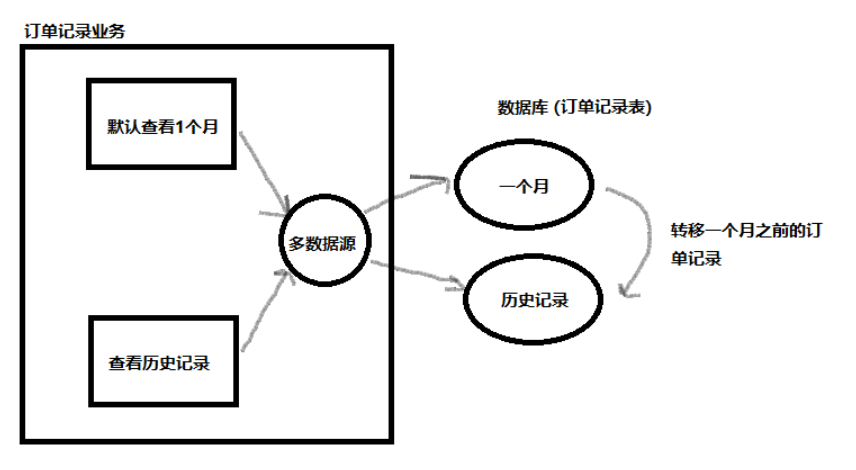 订单记录业务
默认查看1个月
数据库 (订单记录表)
一个月
多数据源
转移一个月之前的订
单记录
历史记录
查看历史记录